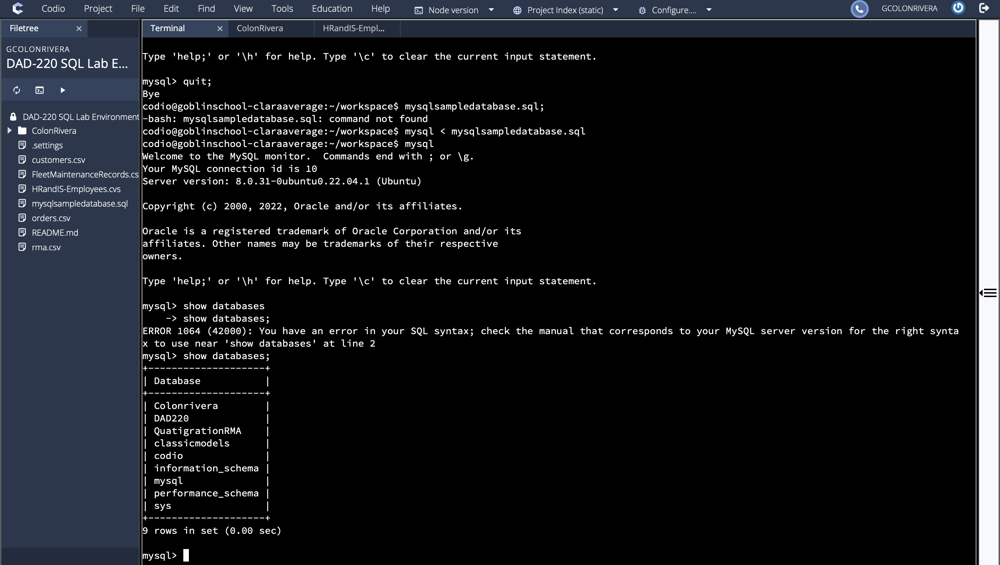 Codio Project File Edit Find View Tools Education Help Node version Project Index (static) Configure.... GCOLONRIVERA
Filetree
Terminal ColonRivera HRandIS-Empl...
GCOLONRIVERA
DAD-220 SQL Lab E...
DAD-220 SQL Lab Environment
ColonRivera
.settings
customers.csv
FleetMaintenanceRecords.cs
HRandIS-Employees.cvs
mysqlsampledatabase.sql
orders.csv
README.md
rma.csv
Type 'help;' or '\h' for help. Type '\c' to clear the current input statement.
mysql> quit;
Bye
codio@goblinschool-claraaverage:~/workspace$ mysqlsampledatabase.sql;
-bash: mysqlsampledatabase.sql: command not found
codio@goblinschool-claraaverage:~/workspace$ mysql < mysqlsampledatabase.sql
codio@goblinschool-claraaverage:~/workspace$ mysql
Welcome to the MySQL monitor.  Commands end with ; or \g.
Your MySQL connection id is 10
Server version: 8.0.31-0ubuntu0.22.04.1 (Ubuntu)
Copyright (c) 2000, 2022, Oracle and/or its affiliates.
Oracle is a registered trademark of Oracle Corporation and/or its
affiliates. Other names may be trademarks of their respective
owners.
Type 'help;' or '\h' for help. Type '\c' to clear the current input statement.
mysql> show databases
    -> show databases;
ERROR 1064 (42000): You have an error in your SQL syntax; check the manual that corresponds to your MySQL server version for the right synta
x to use near 'show databases' at line 2
mysql> show databases;
+--------------------+
| Database           |
+--------------------+
| Colonrivera        |
| DAD220             |
| QuatigrationRMA    |
| classicmodels      |
| codio              |
| information_schema |
| mysql              |
| performance_schema |
| sys                |
+--------------------+
9 rows in set (0.00 sec)
mysql>